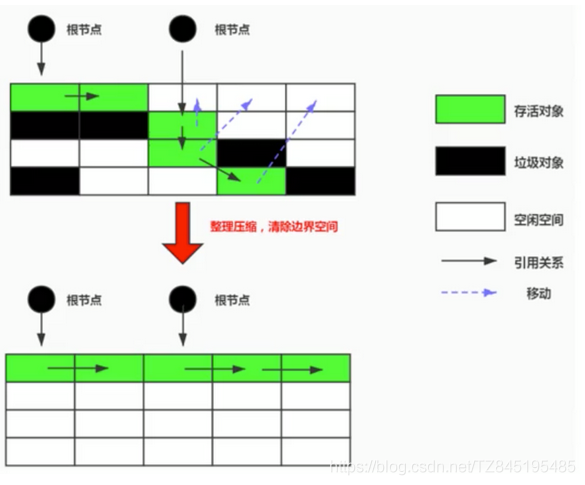 根节点
根节点
存活对象
垃圾对象
空闲空间
引用关系
移动
整理压缩，清除边界空间
根节点
根节点
https://blog.csdn.net/TZ845195485